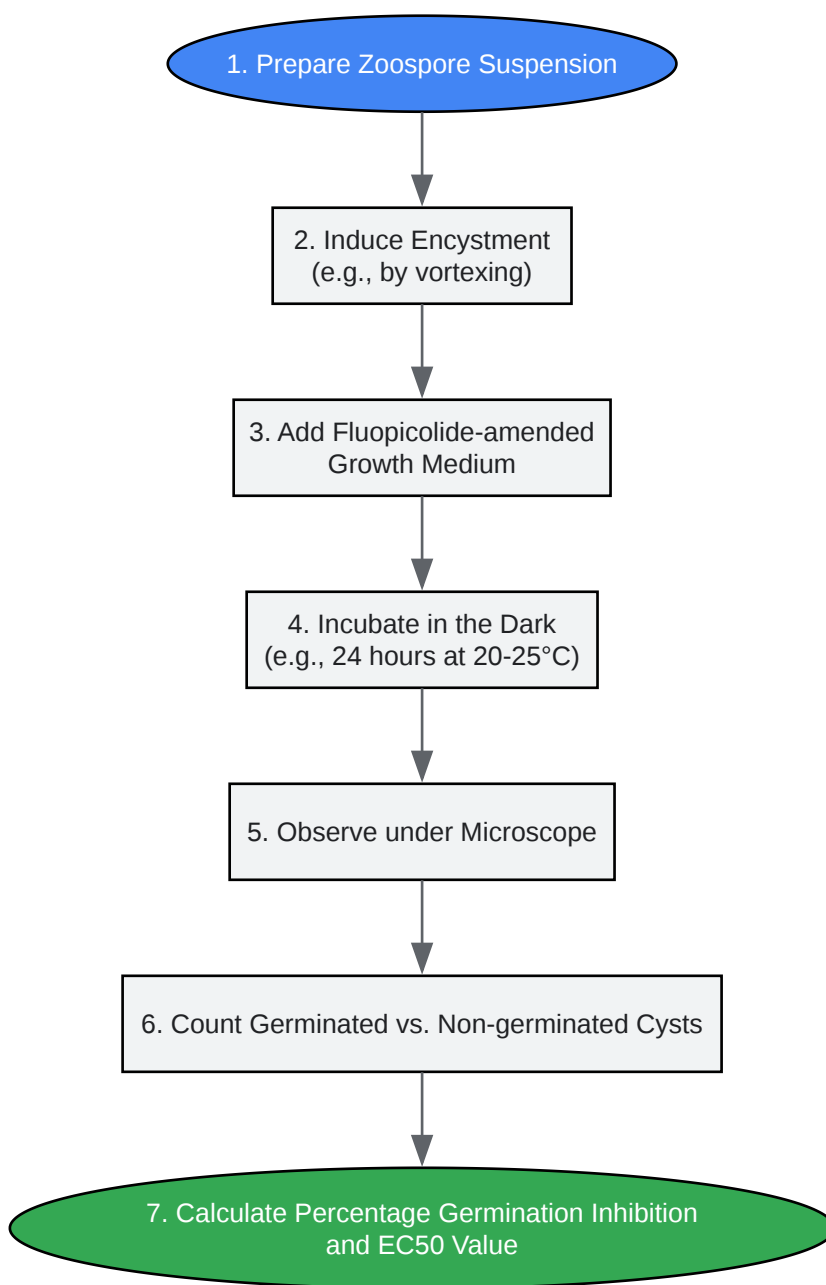 1. Prepare Zoospore Suspension
2. Induce Encystment
(e.g., by vortexing)
3. Add Fluopicolide-amended
Growth Medium
4. Incubate in the Dark
(e.g., 24 hours at 20-25°C)
5. Observe under Microscope
6. Count Germinated vs. Non-germinated Cysts
7. Calculate Percentage Germination Inhibition
and EC50 Value